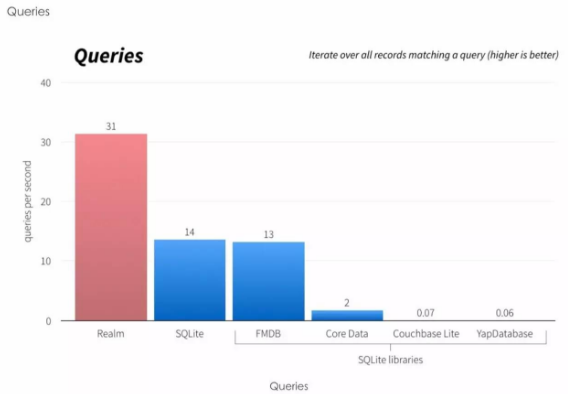 Queries
Queries
Iterate over all records matching a query (higher is better)
queries per second
40
30
20
10
0
31
14
13
2
0.07
0.06
Realm SQLite FMDB Core Data Couchbase Lite YapDatabase
SQLite libraries
Queries